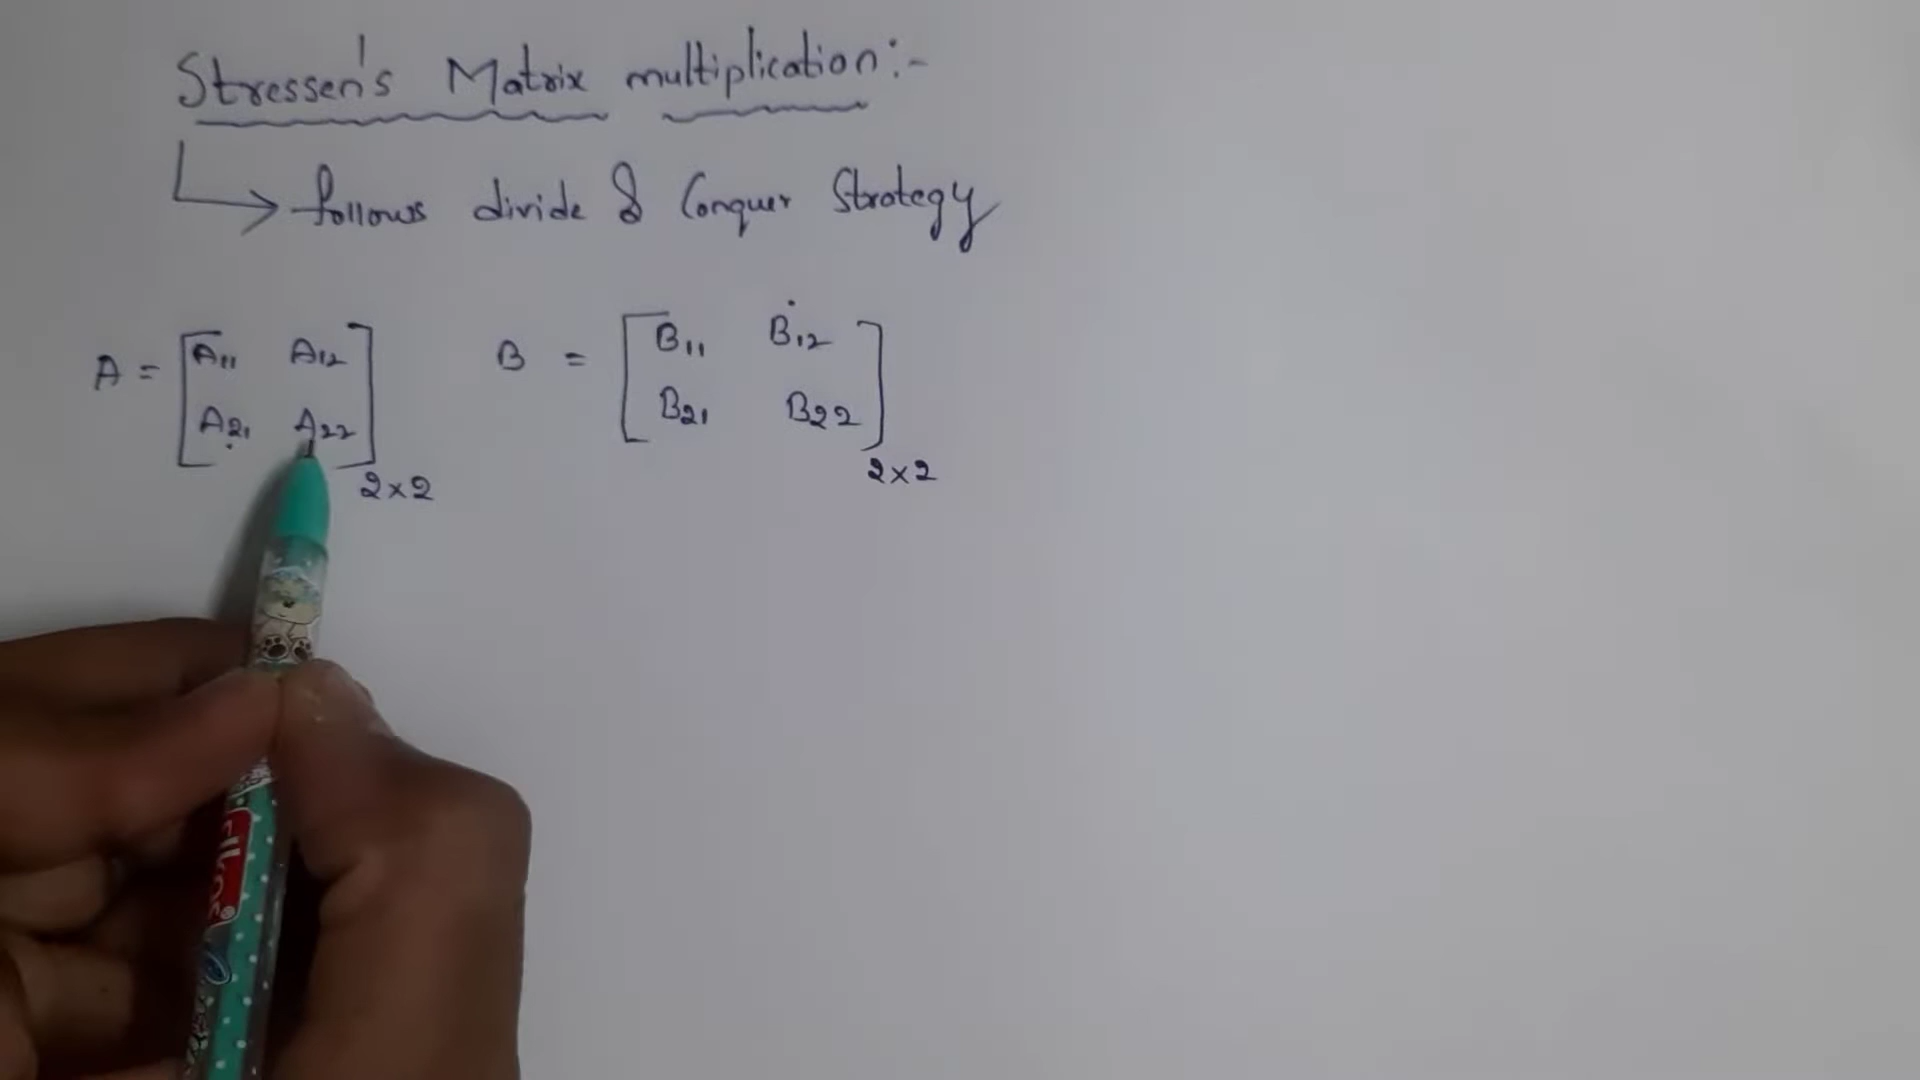 Stressen's Matrix multiplication:-
follows divide & Conquer Strategy
A = [A11 A12
A21 A22] 2×2
B = [B11 B12
B21 B22] 2×2